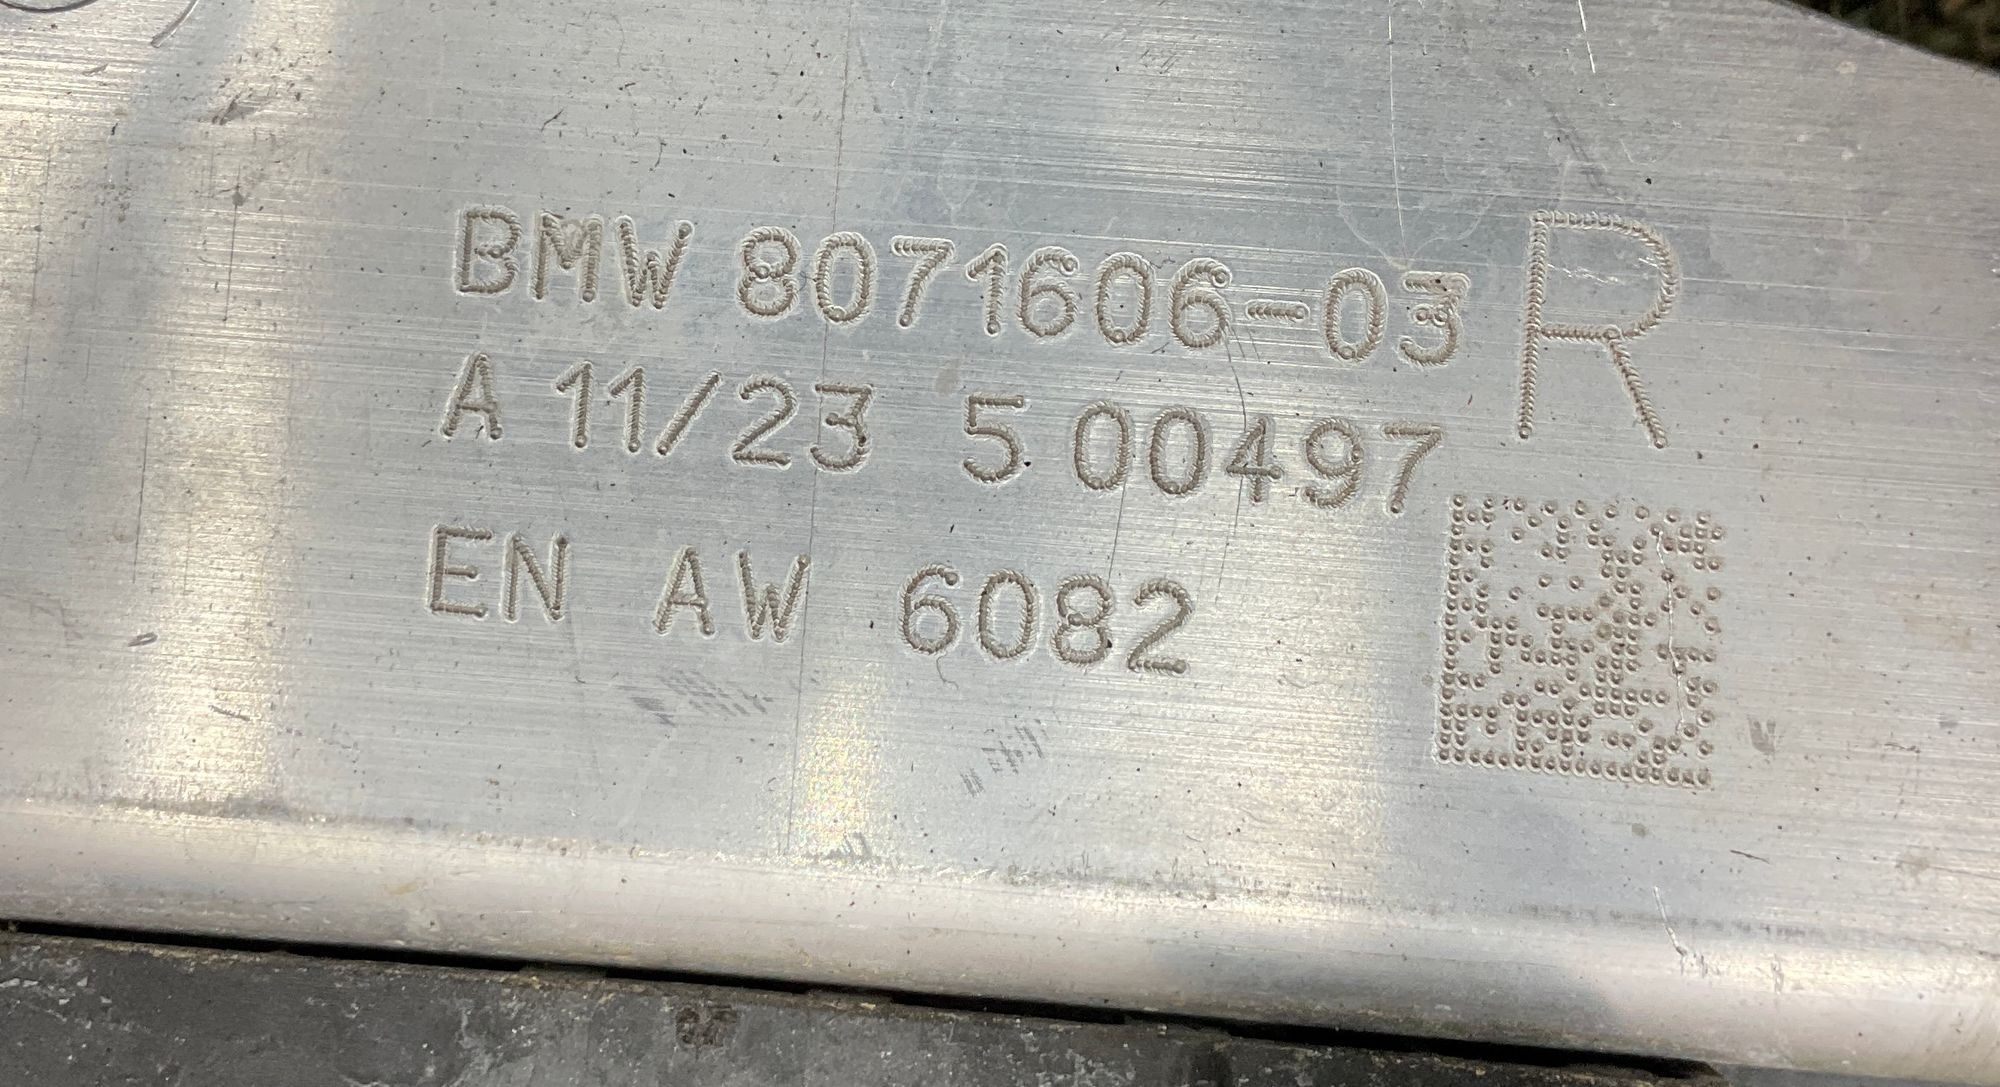 BMW 8071606-03 R
A 11/23 5 00497
EN AW 6082